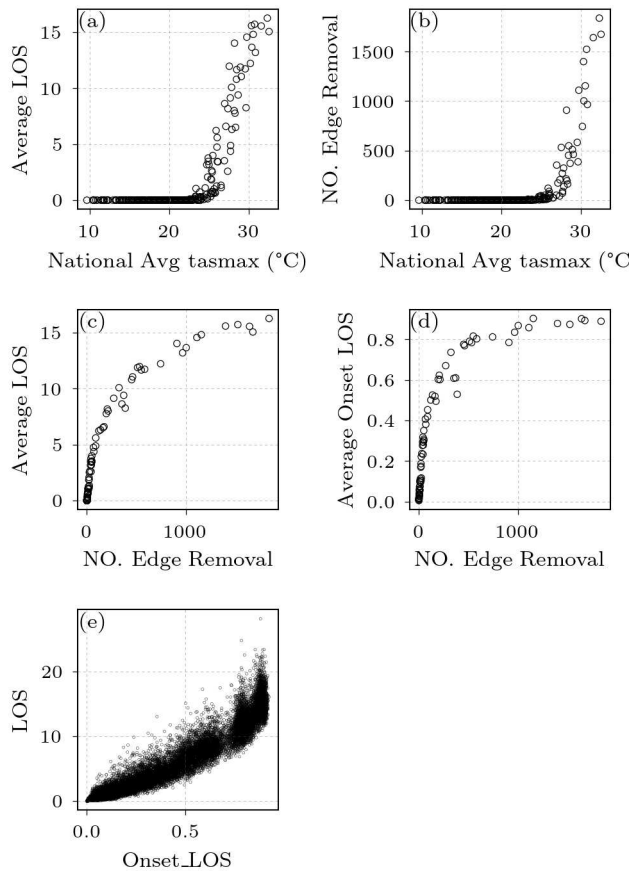 (a)
15
10
5
0
Average LOS
10 20 30
National Avg tasmax (°C)
(b)
1500
1000
500
0
NO. Edge Removal
10 20 30
National Avg tasmax (°C)
(c)
15
10
5
0
Average LOS
0 1000
NO. Edge Removal
(d)
0.8
0.6
0.4
0.2
0.0
Average Onset LOS
0 1000
NO. Edge Removal
(e)
20
10
0
LOS
0.0 0.5
Onset_LOS